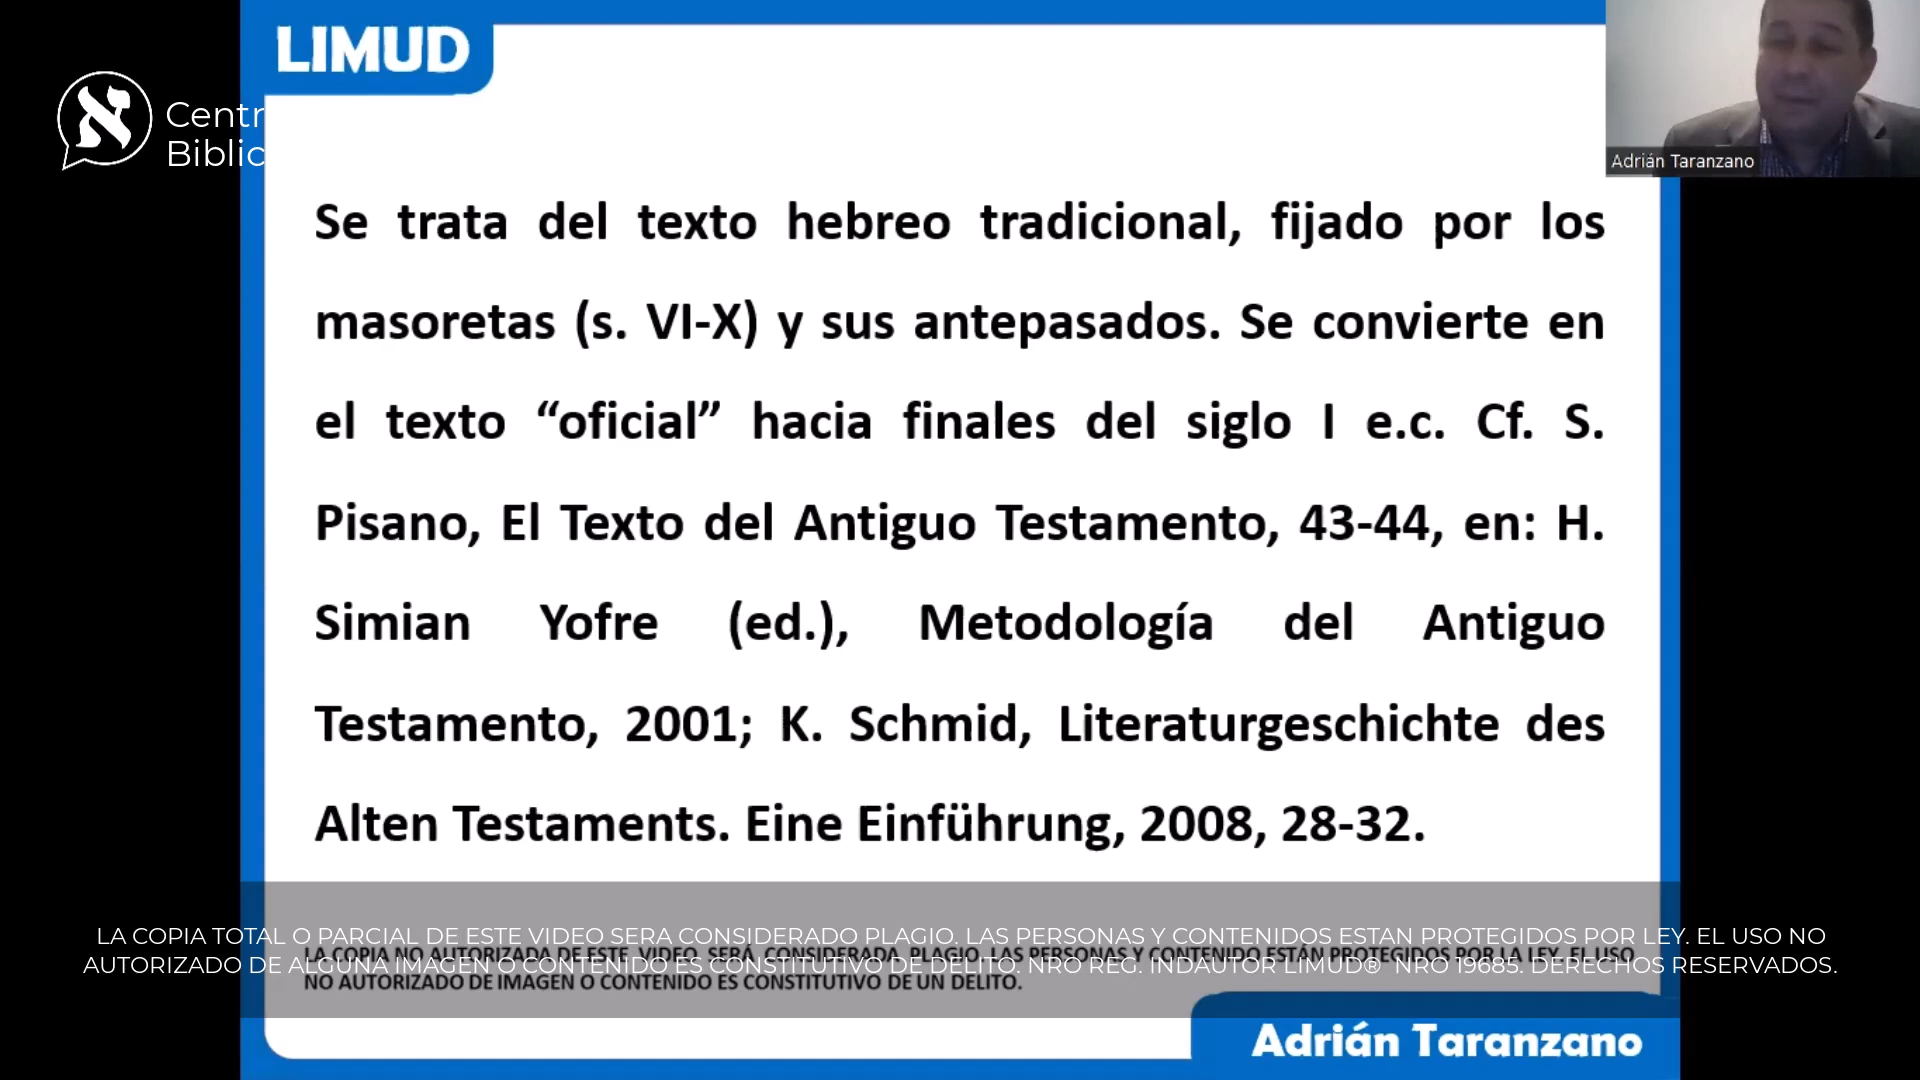 LIMUD
Centr
Biblic
Adrián Taranzano
Se trata del texto hebreo tradicional, fijado por los
masoretas (s. VI-X) y sus antepasados. Se convierte en
el texto “oficial” hacia finales del siglo I e.c. Cf. S.
Pisano, El Texto del Antiguo Testamento, 43-44, en: H.
Simian Yofre (ed.), Metodología del Antiguo
Testamento, 2001; K. Schmid, Literaturgeschichte des
Alten Testaments. Eine Einführung, 2008, 28-32.
LA COPIA TOTAL O PARCIAL DE ESTE VIDEO SERA CONSIDERADO PLAGIO. LAS PERSONAS Y CONTENIDOS ESTAN PROTEGIDOS POR LEY. EL USO NO
LA COPIA NO AUTORIZADA DE ESTE VIDEO SERÁ CONSIDERADA PLAGIO. LAS PERSONAS Y CONTENIDO ESTÁN PROTEGIDOS POR LA LEY. EL USO
AUTORIZADO DE ALGUNA IMAGEN O CONTENIDO ES CONSTITUTIVO DE DELITO. NRO REG. INDAUTOR LIMUD® NRO 19685. DERECHOS RESERVADOS.
NO AUTORIZADO DE IMAGEN O CONTENIDO ES CONSTITUTIVO DE UN DELITO.
Adrián Taranzano